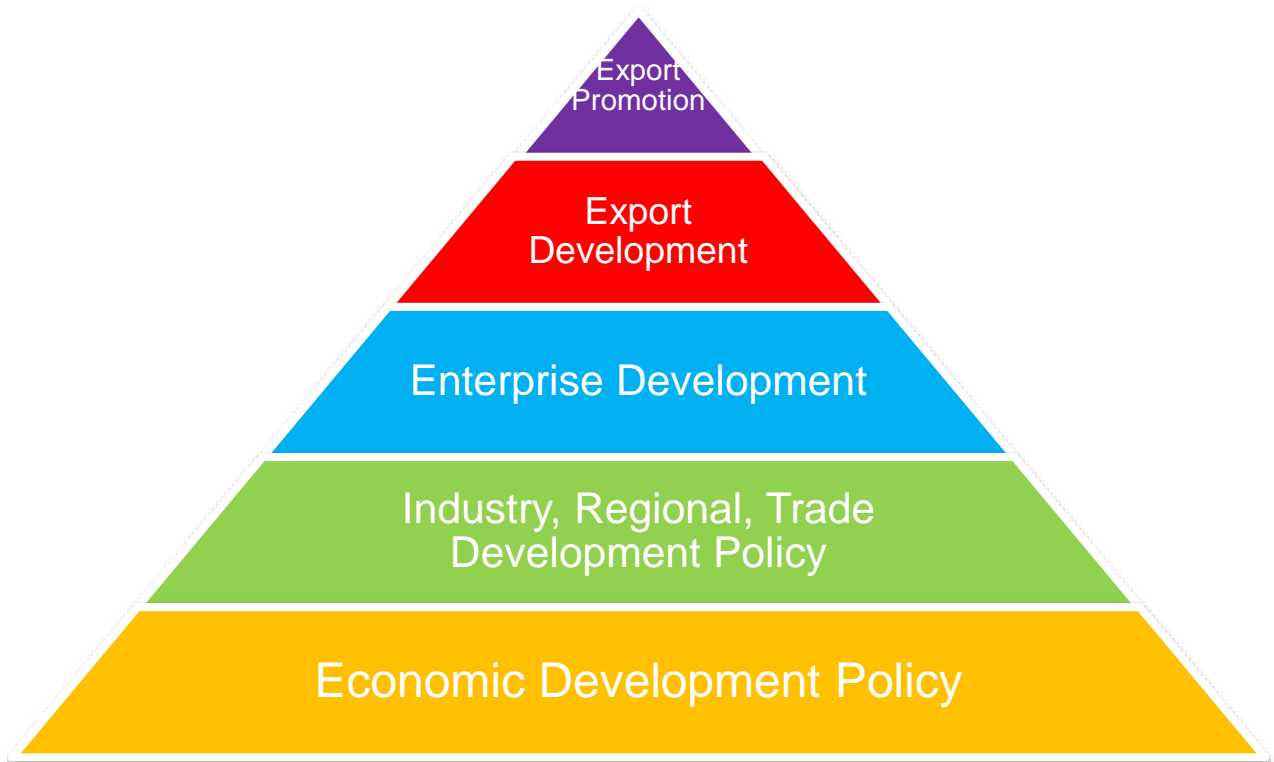 Export
Promotion
Export
Development
Enterprise Development
Industry, Regional, Trade
Development Policy
Economic Development Policy